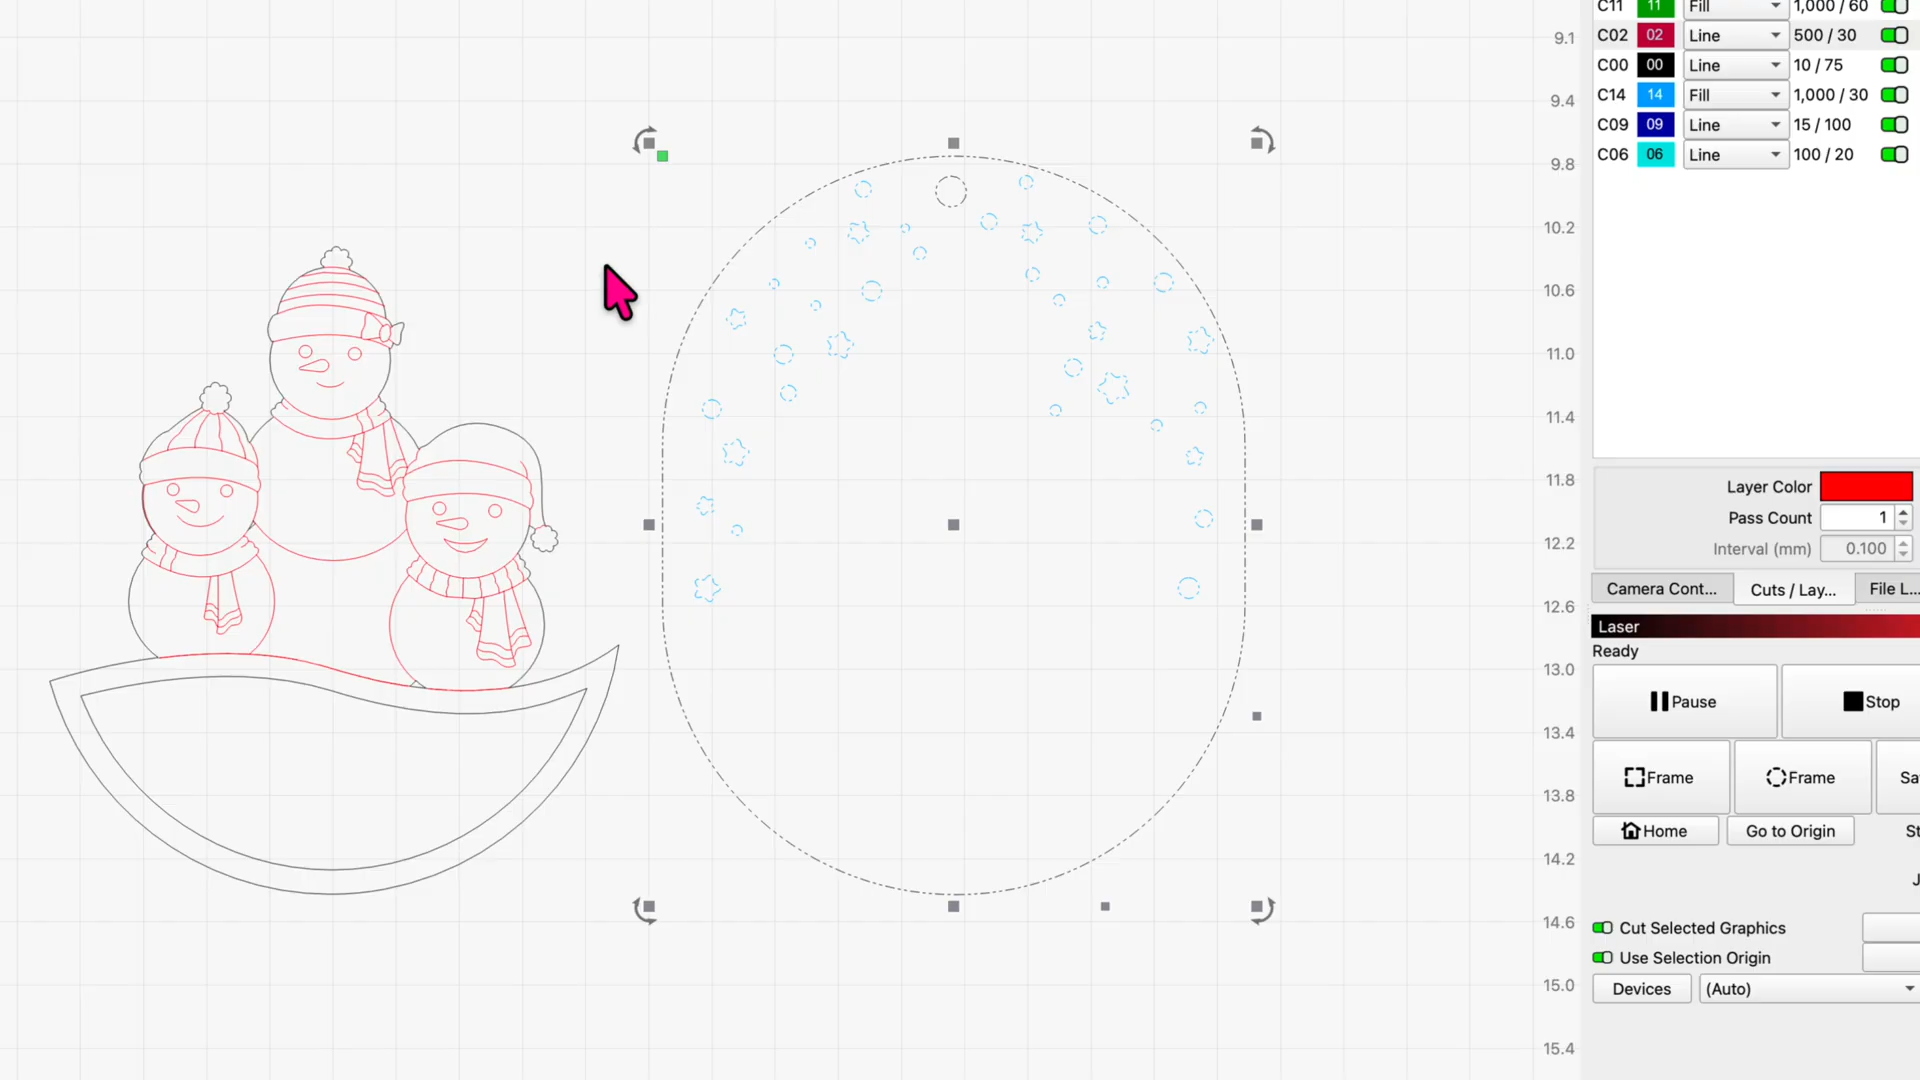 C11 11 Fill 1,000 / 60
C02 02 Line 500 / 30
C00 00 Line 10 / 75
C14 14 Fill 1,000 / 30
C09 09 Line 15 / 100
C06 06 Line 100 / 20
9.1
9.4
9.8
10.2
10.6
11.0
11.4
11.8
12.2
12.6
13.0
13.4
13.8
14.2
14.6
15.0
15.4
Layer Color
Pass Count 1
Interval (mm) 0.100
Camera Cont... Cuts / Lay... File L...
Laser
Ready
Pause Stop
Frame Frame Sa
Home Go to Origin St
J
Cut Selected Graphics
Use Selection Origin
Devices (Auto)